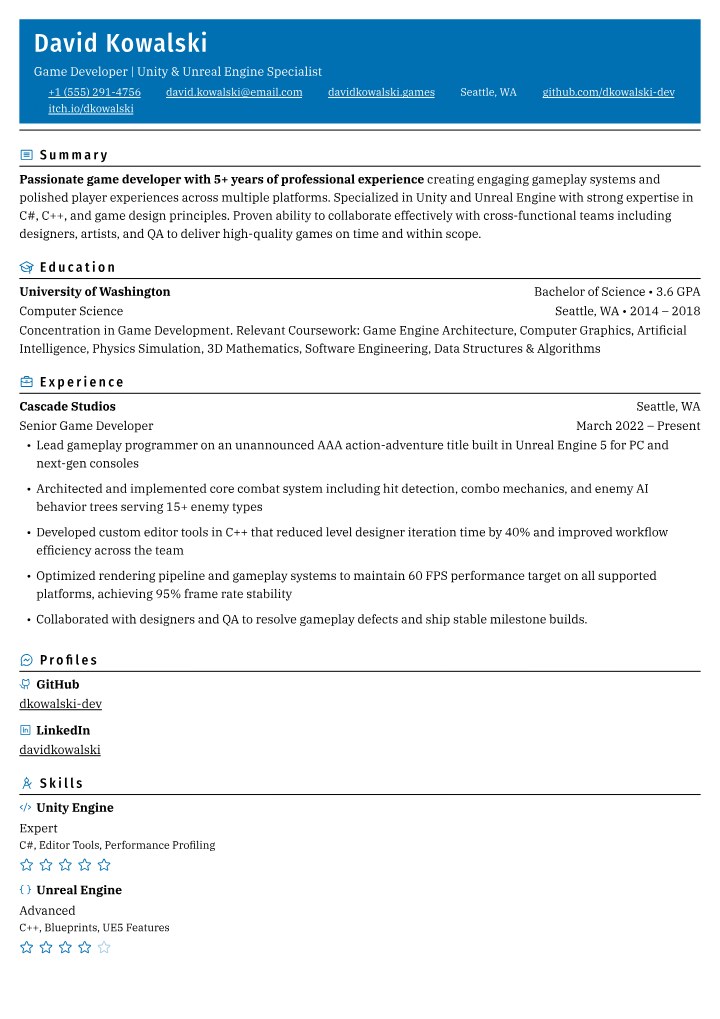 David Kowalski
Game Developer | Unity & Unreal Engine Specialist
+1 (555) 291-4756 david.kowalski@email.com davidkowalski.games Seattle, WA github.com/dkowalski-dev
itch.io/dkowalski
Summary
Passionate game developer with 5+ years of professional experience creating engaging gameplay systems and
polished player experiences across multiple platforms. Specialized in Unity and Unreal Engine with strong expertise in
C#, C++, and game design principles. Proven ability to collaborate effectively with cross-functional teams including
designers, artists, and QA to deliver high-quality games on time and within scope.
Education
University of Washington Bachelor of Science • 3.6 GPA
Computer Science Seattle, WA • 2014 – 2018
Concentration in Game Development. Relevant Coursework: Game Engine Architecture, Computer Graphics, Artificial
Intelligence, Physics Simulation, 3D Mathematics, Software Engineering, Data Structures & Algorithms
Experience
Cascade Studios Seattle, WA
Senior Game Developer March 2022 – Present
• Lead gameplay programmer on an unannounced AAA action-adventure title built in Unreal Engine 5 for PC and
next-gen consoles
• Architected and implemented core combat system including hit detection, combo mechanics, and enemy AI
behavior trees serving 15+ enemy types
• Developed custom editor tools in C++ that reduced level designer iteration time by 40% and improved workflow
efficiency across the team
• Optimized rendering pipeline and gameplay systems to maintain 60 FPS performance target on all supported
platforms, achieving 95% frame rate stability
• Collaborated with designers and QA to resolve gameplay defects and ship stable milestone builds.
Profiles
GitHub
dkowalski-dev
LinkedIn
davidkowalski
Skills
Unity Engine
Expert
C#, Editor Tools, Performance Profiling
Unreal Engine
Advanced
C++, Blueprints, UE5 Features